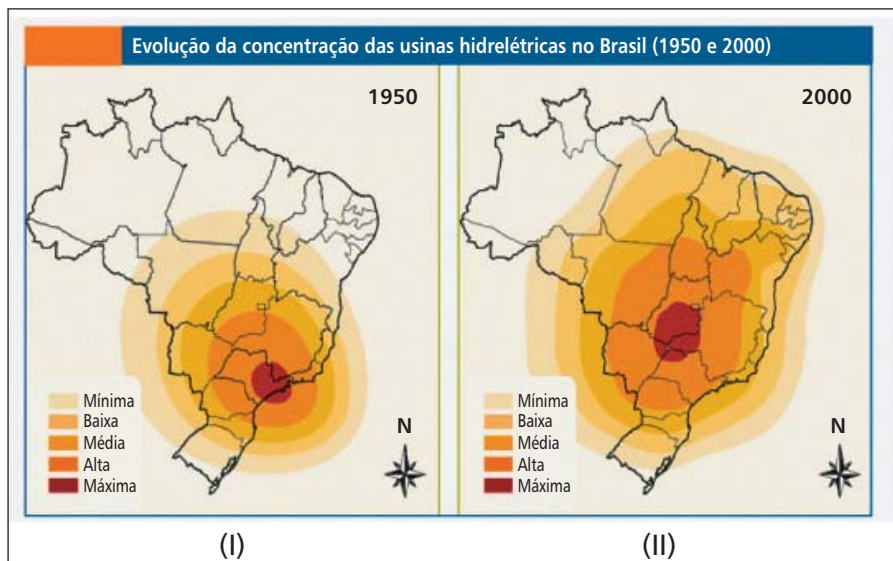 Evolução da concentração das usinas hidrelétricas no Brasil (1950 e 2000)
1950
Mínima
Baixa
Média
Alta
Máxima
N
(I)
2000
Mínima
Baixa
Média
Alta
Máxima
N
(II)